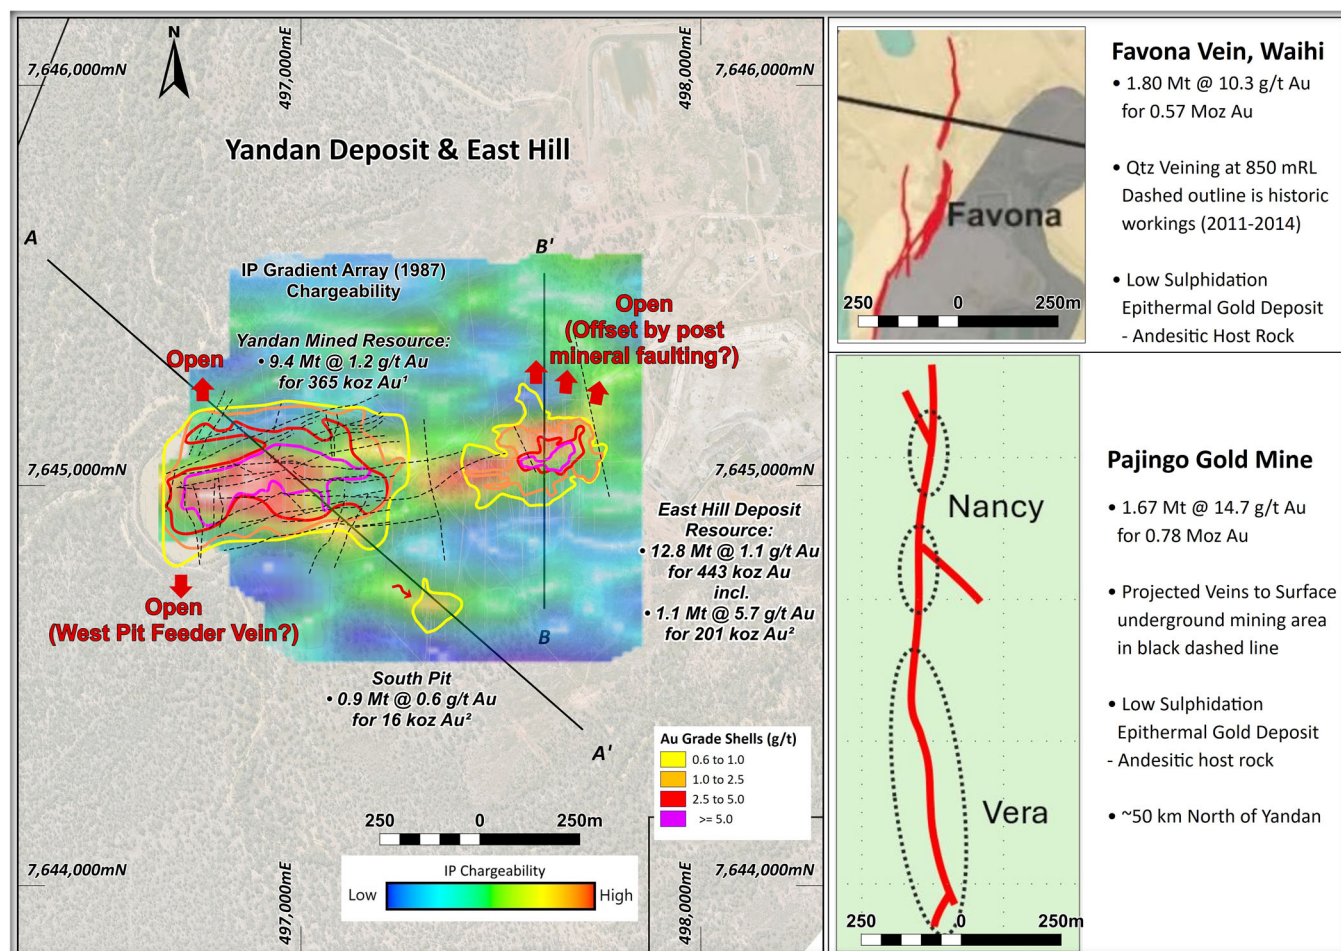 N
7,646,000mN
497,000mE
498,000mE
7,646,000mN
Yandan Deposit & East Hill
A
B'
IP Gradient Array (1987)
Chargeability
Open
(Offset by post
mineral faulting?)
Yandan Mined Resource:
• 9.4 Mt @ 1.2 g/t Au
for 365 koz Au¹
Open
7,645,000mN
7,645,000mN
East Hill Deposit
Resource:
• 12.8 Mt @ 1.1 g/t Au
for 443 koz Au
incl.
• 1.1 Mt @ 5.7 g/t Au
for 201 koz Au²
Open
(West Pit Feeder Vein?)
B
South Pit
• 0.9 Mt @ 0.6 g/t Au
for 16 koz Au²
A'
Au Grade Shells (g/t)
0.6 to 1.0
1.0 to 2.5
2.5 to 5.0
>= 5.0
250 0 250m
IP Chargeability
Low High
7,644,000mN
497,000mE
498,000mE
7,644,000mN
Favona
250 0 250m
Favona Vein, Waihi
• 1.80 Mt @ 10.3 g/t Au
for 0.57 Moz Au
• Qtz Veining at 850 mRL
Dashed outline is historic
workings (2011-2014)
• Low Sulphidation
Epithermal Gold Deposit
- Andesitic Host Rock
Nancy
Vera
250 0 250m
Pajingo Gold Mine
• 1.67 Mt @ 14.7 g/t Au
for 0.78 Moz Au
• Projected Veins to Surface
underground mining area
in black dashed line
• Low Sulphidation
Epithermal Gold Deposit
- Andesitic host rock
• ~50 km North of Yandan